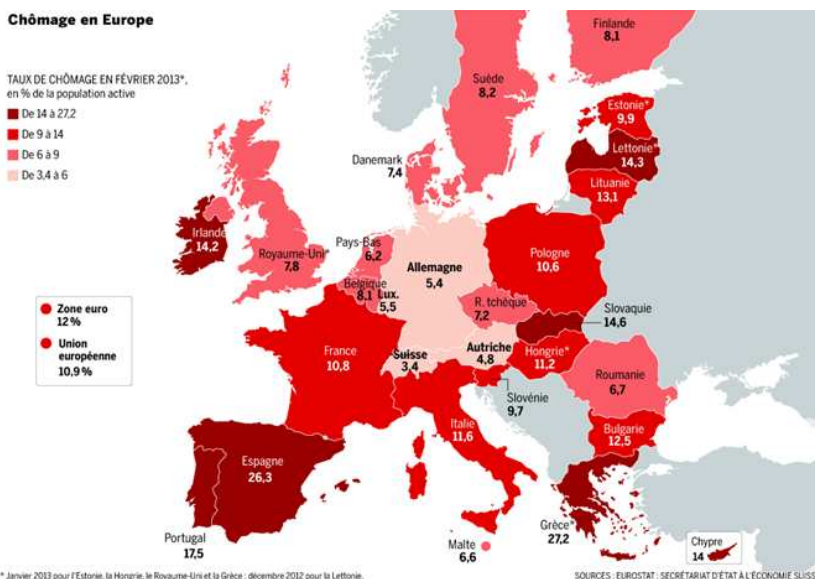 Chômage en Europe
TAUX DE CHÔMAGE EN FÉVRIER 2013*,
en % de la population active
De 14 à 27,2
De 9 à 14
De 6 à 9
De 3,4 à 6
Finlande
8,1
Suède
8,2
Estonie*
9,9
Lettonie*
14,3
Lituanie
13,1
Danemark
7,4
Irlande
14,2
Royaume-Uni*
7,8
Pays-Bas
6,2
Belgique
8,1
Lux.
5,5
Allemagne
5,4
Pologne
10,6
R. tchèque
7,2
Slovaquie
14,6
Zone euro
12 %
Union
européenne
10,9 %
France
10,8
Suisse
3,4
Autriche
4,8
Hongrie*
11,2
Roumanie
6,7
Slovénie
9,7
Italie
11,6
Bulgarie
12,5
Espagne
26,3
Portugal
17,5
Malte
6,6
Grèce*
27,2
Chypre
14
* Janvier 2013 pour l'Estonie, la Hongrie, le Royaume-Uni et la Grèce ; décembre 2012 pour la Lettonie.
SOURCES : EUROSTAT ; SECRÉTARIAT D'ÉTAT À L'ÉCONOMIE SUISSE